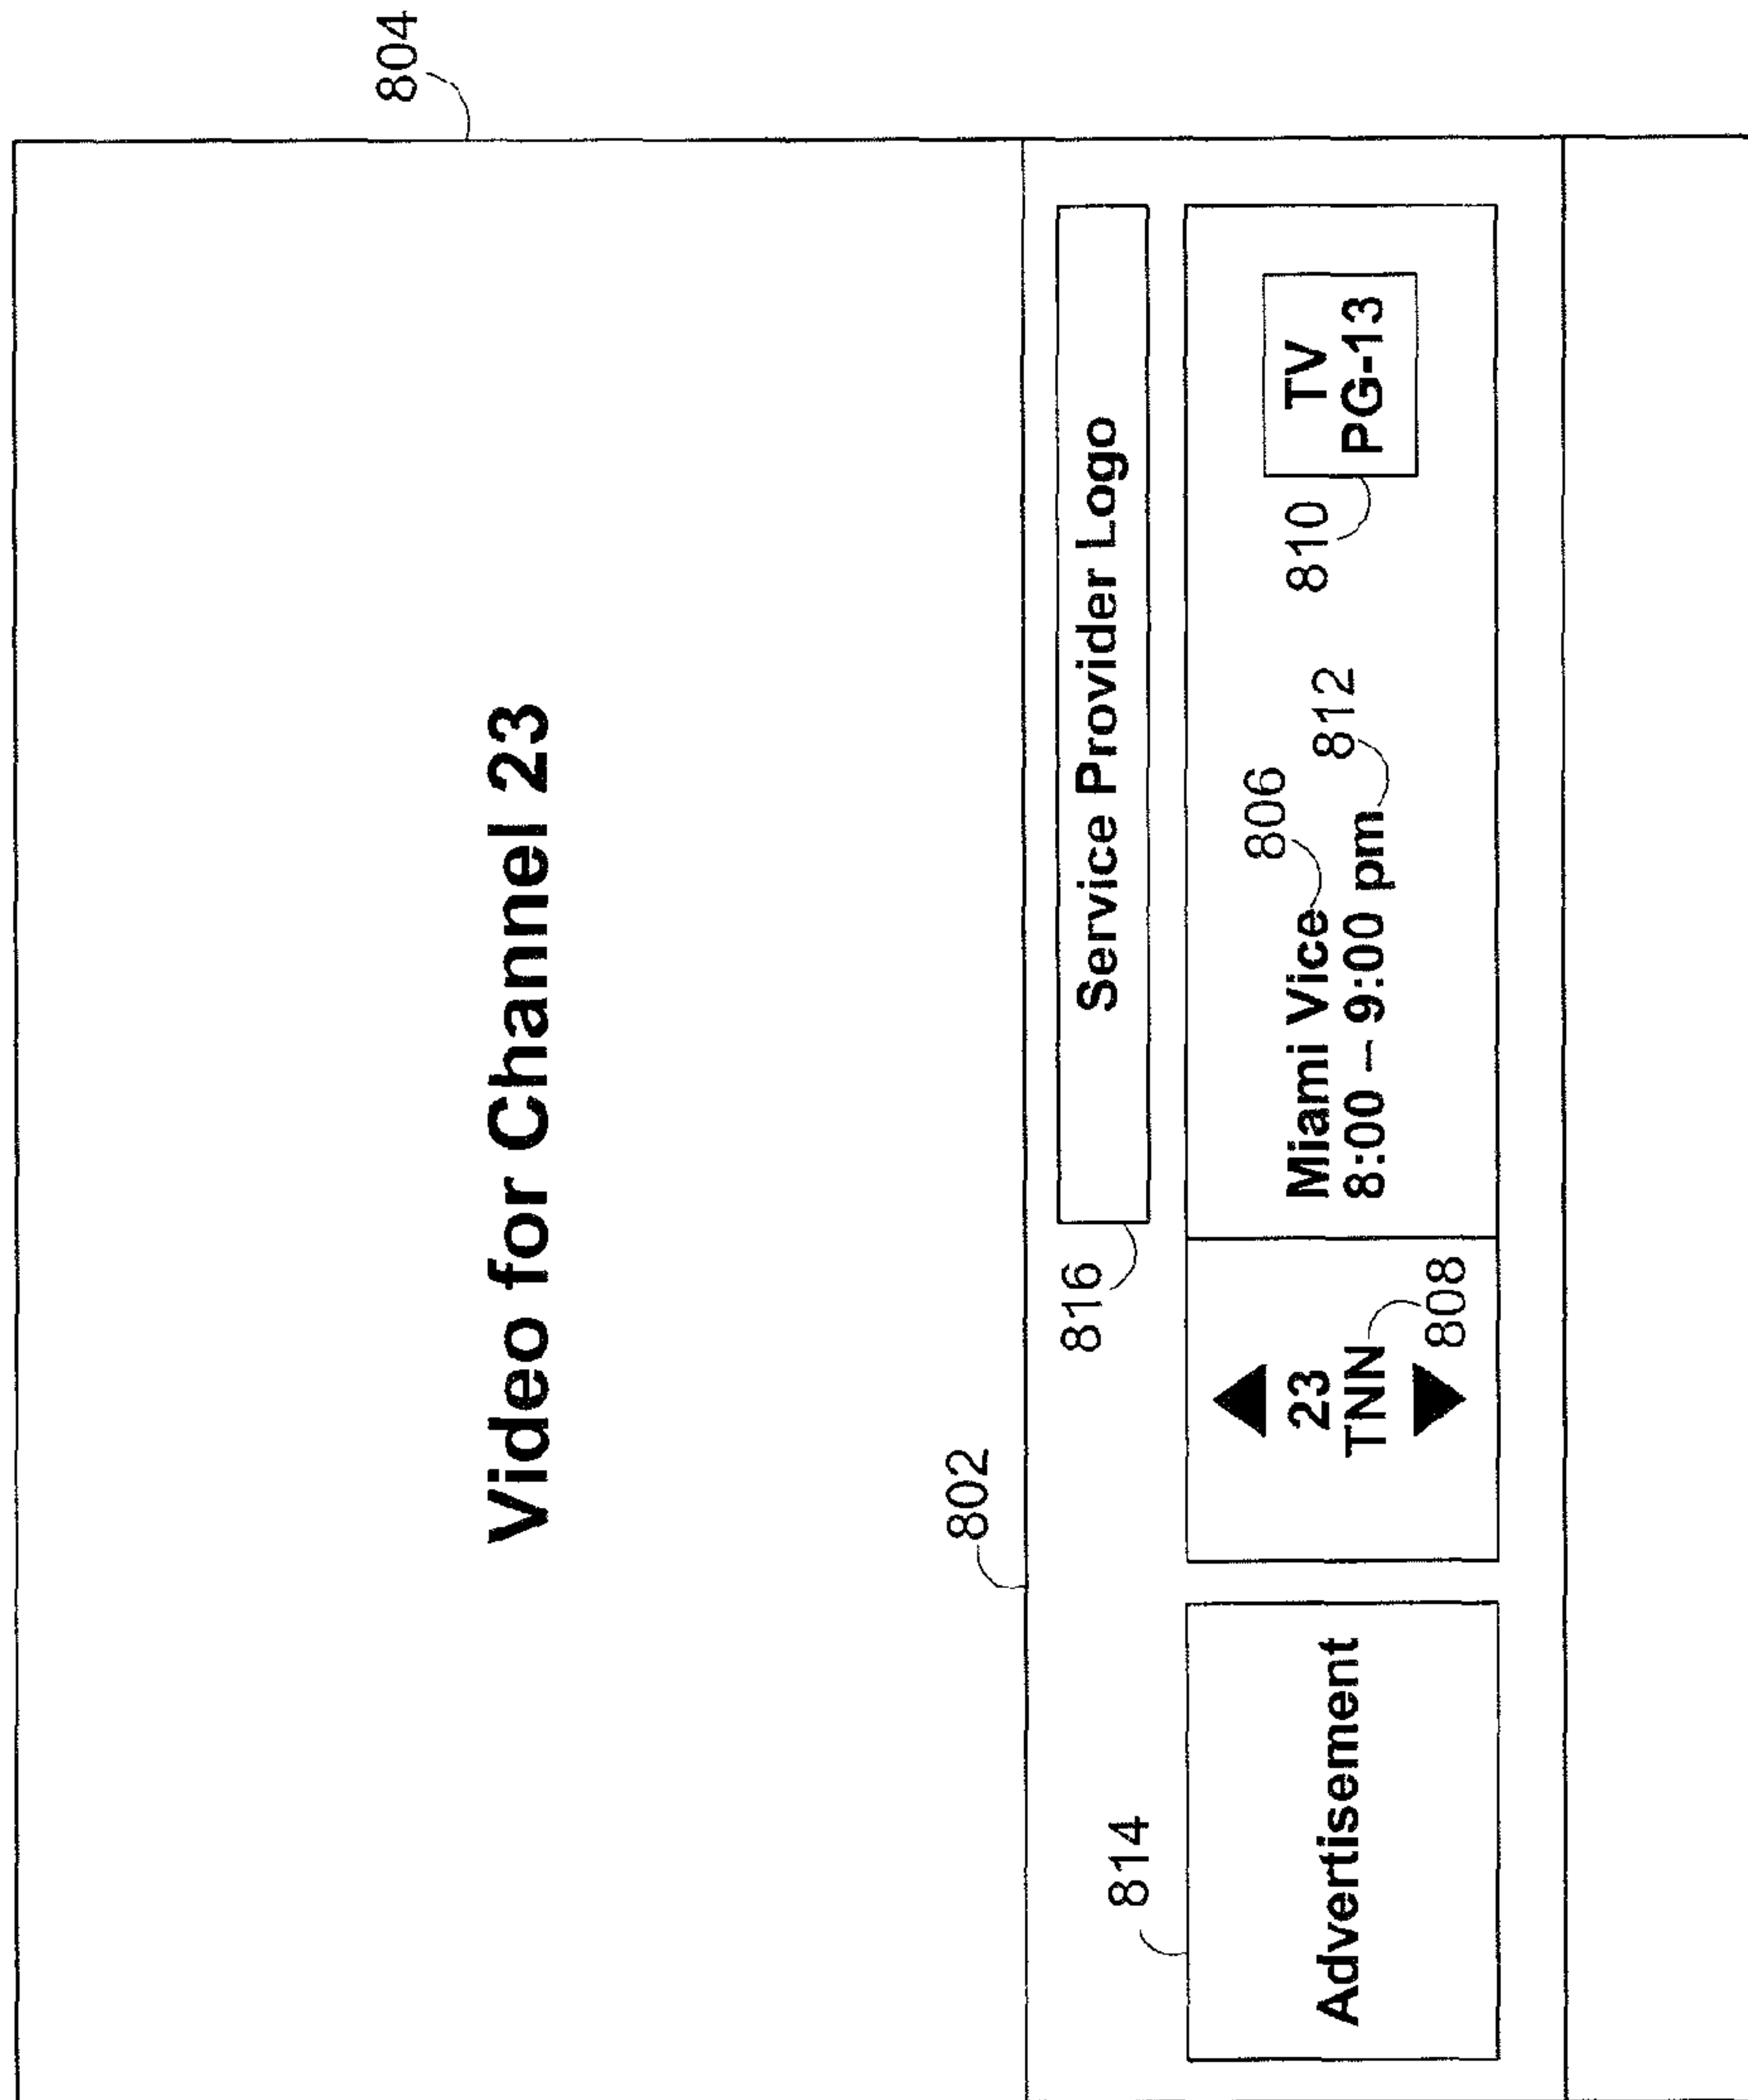 804
Video for Channel 23
802
816
Service Provider Logo
814
Advertisement
23
TNN
808
Miami Vice
806
8:00 – 9:00 pm
812
810
TV
PG-13